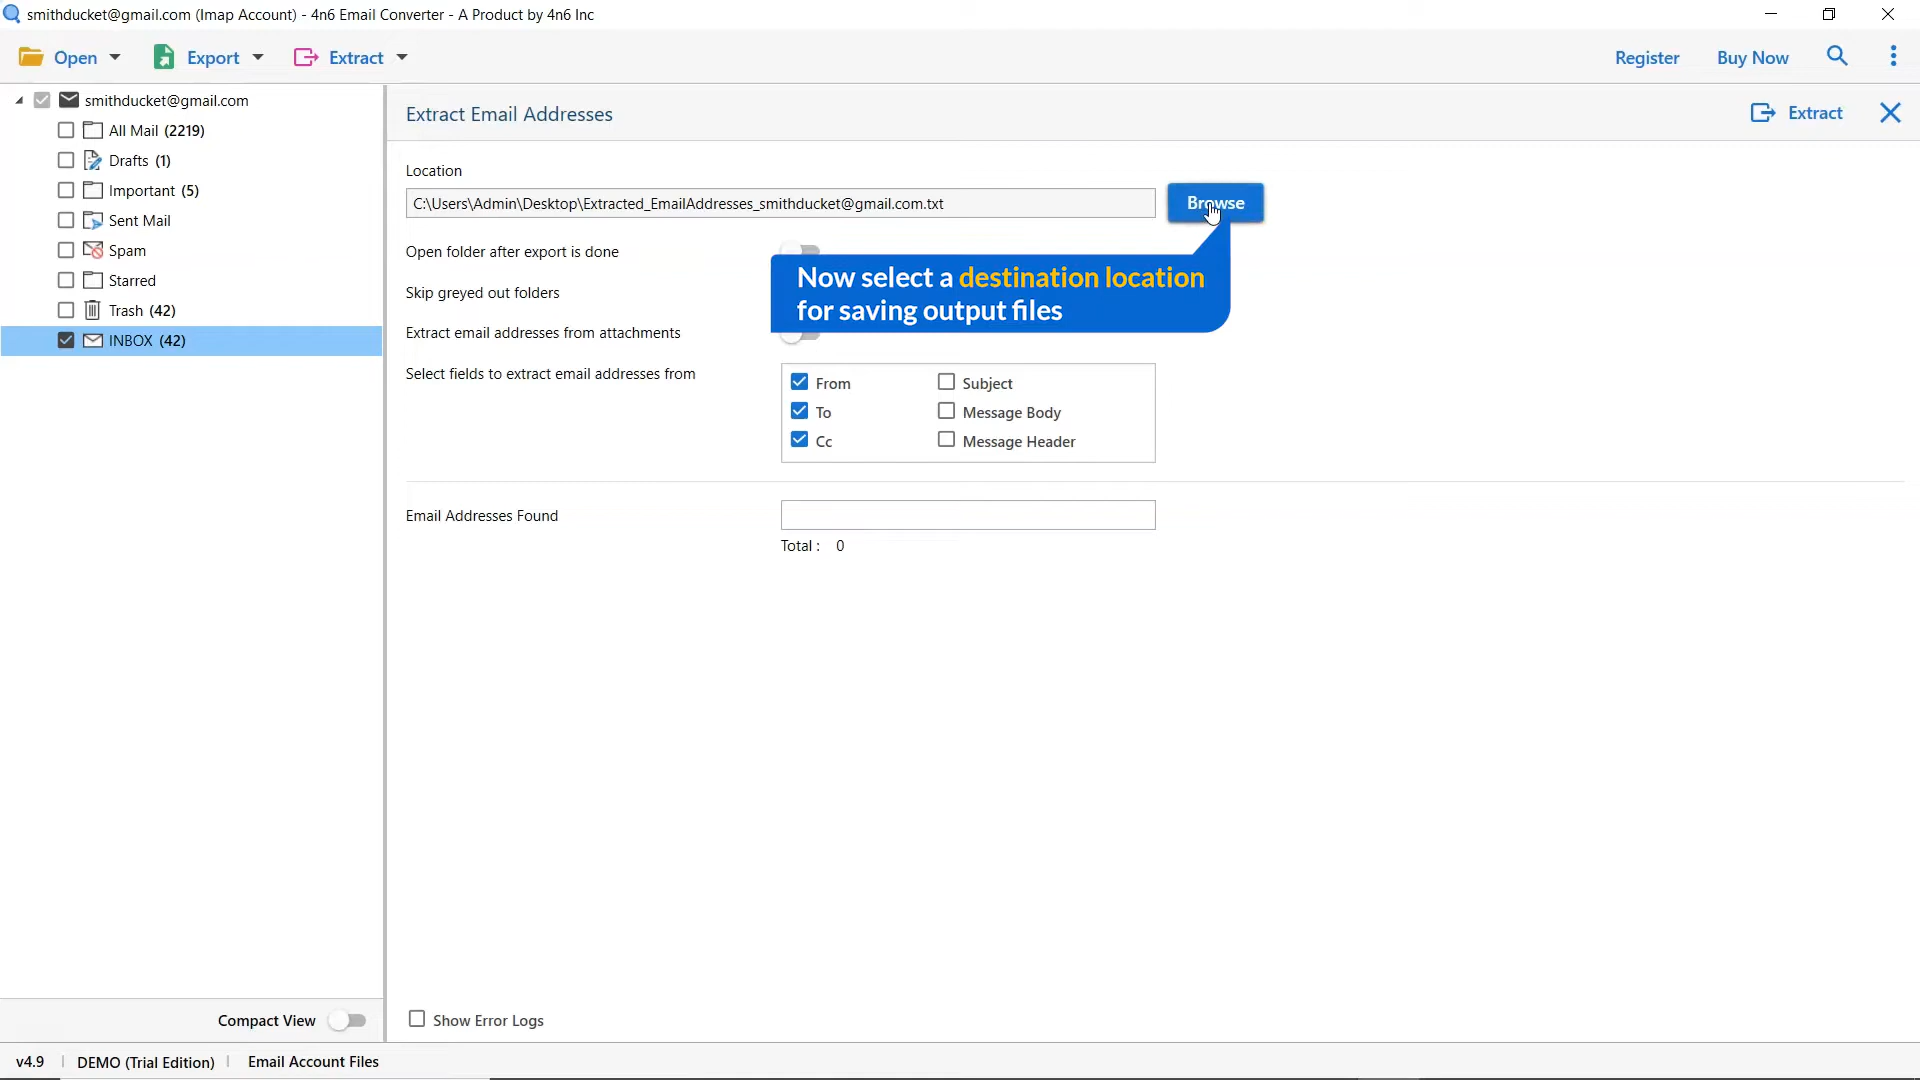 smithducket@gmail.com (Imap Account) - 4n6 Email Converter - A Product by 4n6 Inc
Open
Export
Extract
Register
Buy Now
smithducket@gmail.com
All Mail (2219)
Drafts (1)
Important (5)
Sent Mail
Spam
Starred
Trash (42)
INBOX (42)
Compact View
Extract Email Addresses
Extract
Location
C:\Users\Admin\Desktop\Extracted_EmailAddresses_smithducket@gmail.com.txt
Browse
Open folder after export is done
Now select a destination location
for saving output files
Skip greyed out folders
Extract email addresses from attachments
Select fields to extract email addresses from
From
Subject
To
Message Body
Cc
Message Header
Email Addresses Found
Total : 0
Show Error Logs
v4.9
DEMO (Trial Edition)
Email Account Files